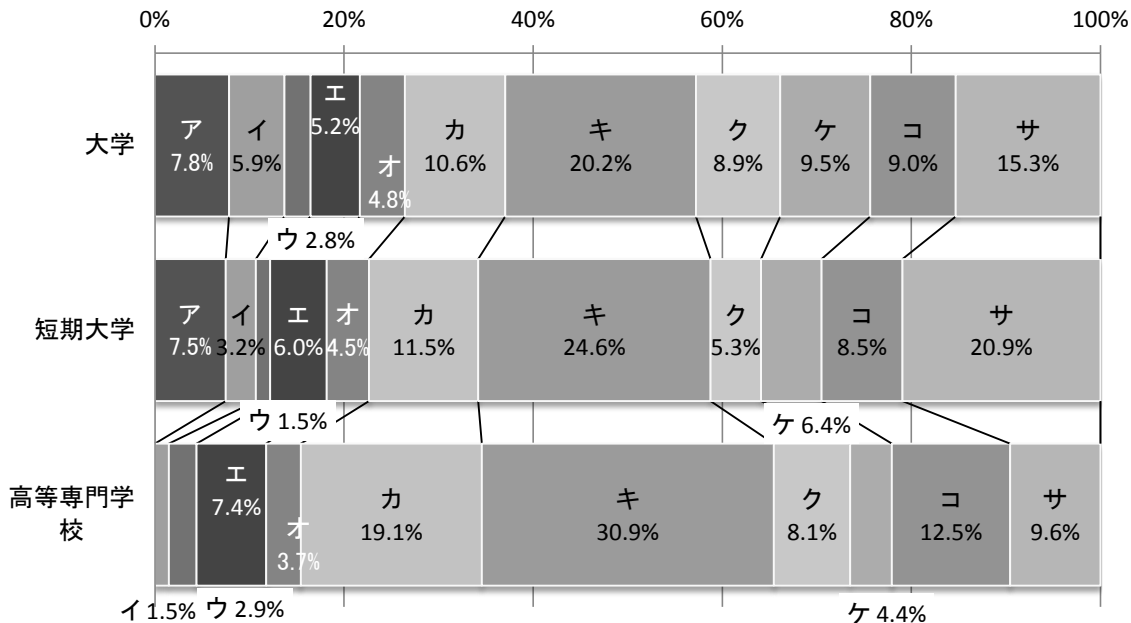 0% 20% 40% 60% 80% 100%
大学
ア 7.8%
イ 5.9%
ウ 2.8%
エ 5.2%
オ 4.8%
カ 10.6%
キ 20.2%
ク 8.9%
ケ 9.5%
コ 9.0%
サ 15.3%
短期大学
ア 7.5%
イ 3.2%
ウ 1.5%
エ 6.0%
オ 4.5%
カ 11.5%
キ 24.6%
ク 5.3%
ケ 6.4%
コ 8.5%
サ 20.9%
高等専門学
校
イ 1.5%
ウ 2.9%
エ 7.4%
オ 3.7%
カ 19.1%
キ 30.9%
ク 8.1%
ケ 4.4%
コ 12.5%
サ 9.6%